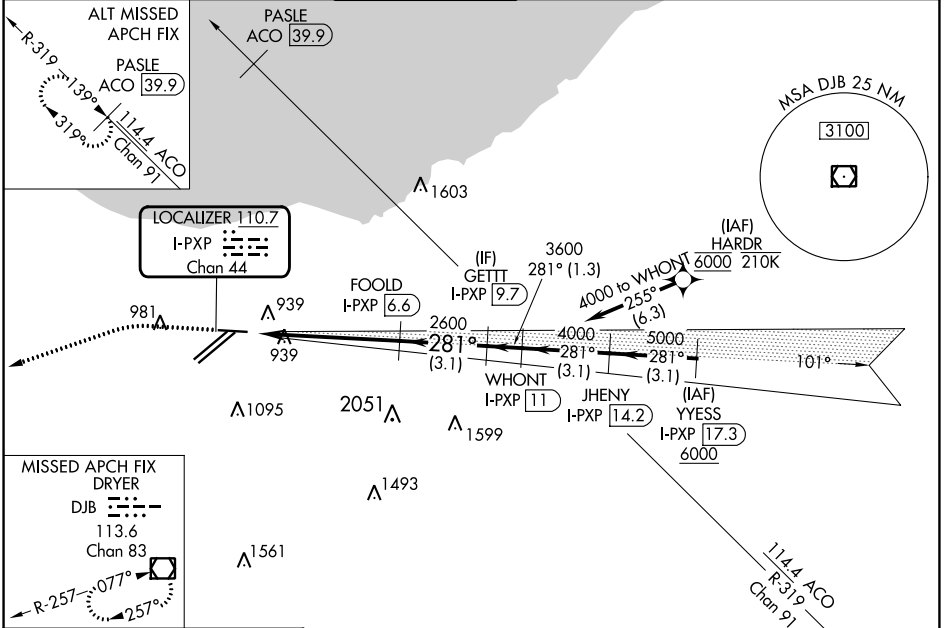 ALT MISSED
APCH FIX
PASLE
ACO 39.9
R-319
139°
319°
114.4 ACO
Chan 91
PASLE
ACO 39.9
MSA DJB 25 NM
3100
1603
LOCALIZER 110.7
I-PXP
Chan 44
(IAF)
HARDR
6000 210K
4000 to WHONT
255°
(6.3)
3600
281° (1.3)
(IF)
GETTT
I-PXP 9.7
FOOLD
I-PXP 6.6
981
939
939
2600
281°
(3.1)
4000
281°
(3.1)
5000
281°
(3.1)
101°
WHONT
I-PXP 11
JHENY
I-PXP 14.2
(IAF)
YYESS
I-PXP 17.3
6000
1095
2051
1599
1493
1561
MISSED APCH FIX
DRYER
DJB
113.6
Chan 83
R-257
077°
257°
114.4 ACO
R-319
Chan 91